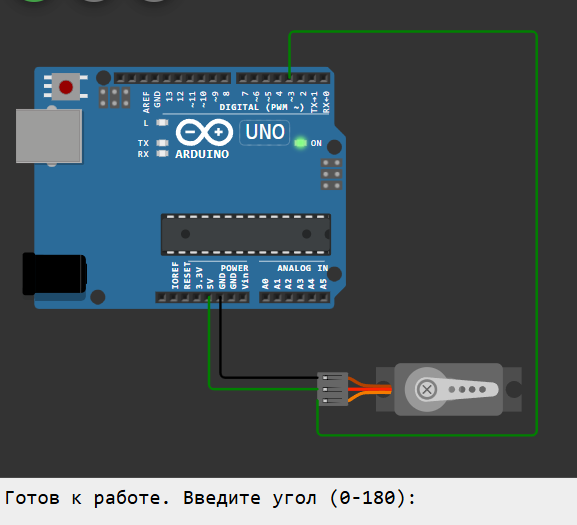 AREF
GND
13
12
~11
~10
~9
8
7
~6
~5
4
~3
2
TX→1
RX←0
DIGITAL (PWM ~)
L
UNO
TX
ON
RX
ARDUINO
IOREF
RESET
3.3V
5V
GND
GND
Vin
POWER
ANALOG IN
A0
A1
A2
A3
A4
A5
Готов к работе. Введите угол (0-180):